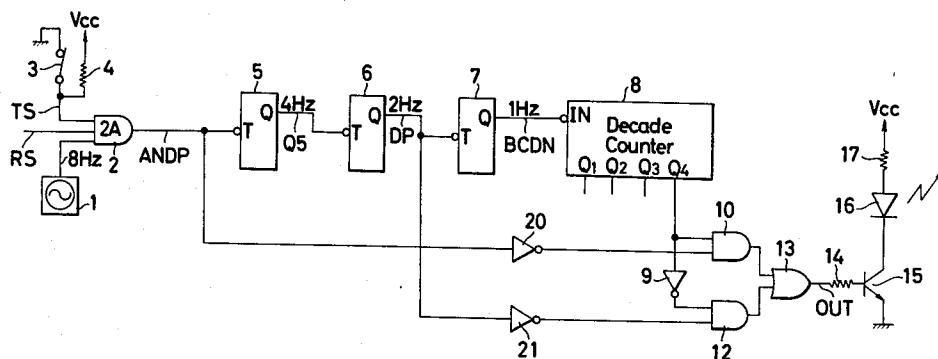 Vcc
3
4
TS
2A
RS
8Hz
2
1
ANDP
5
Q
T
4Hz
Q5
6
Q
T
2Hz
DP
7
Q
T
1Hz
BCDN
8
IN
Decade
Counter
Q1 Q2 Q3 Q4
20
21
9
10
12
13
14
OUT
15
Vcc
17
16